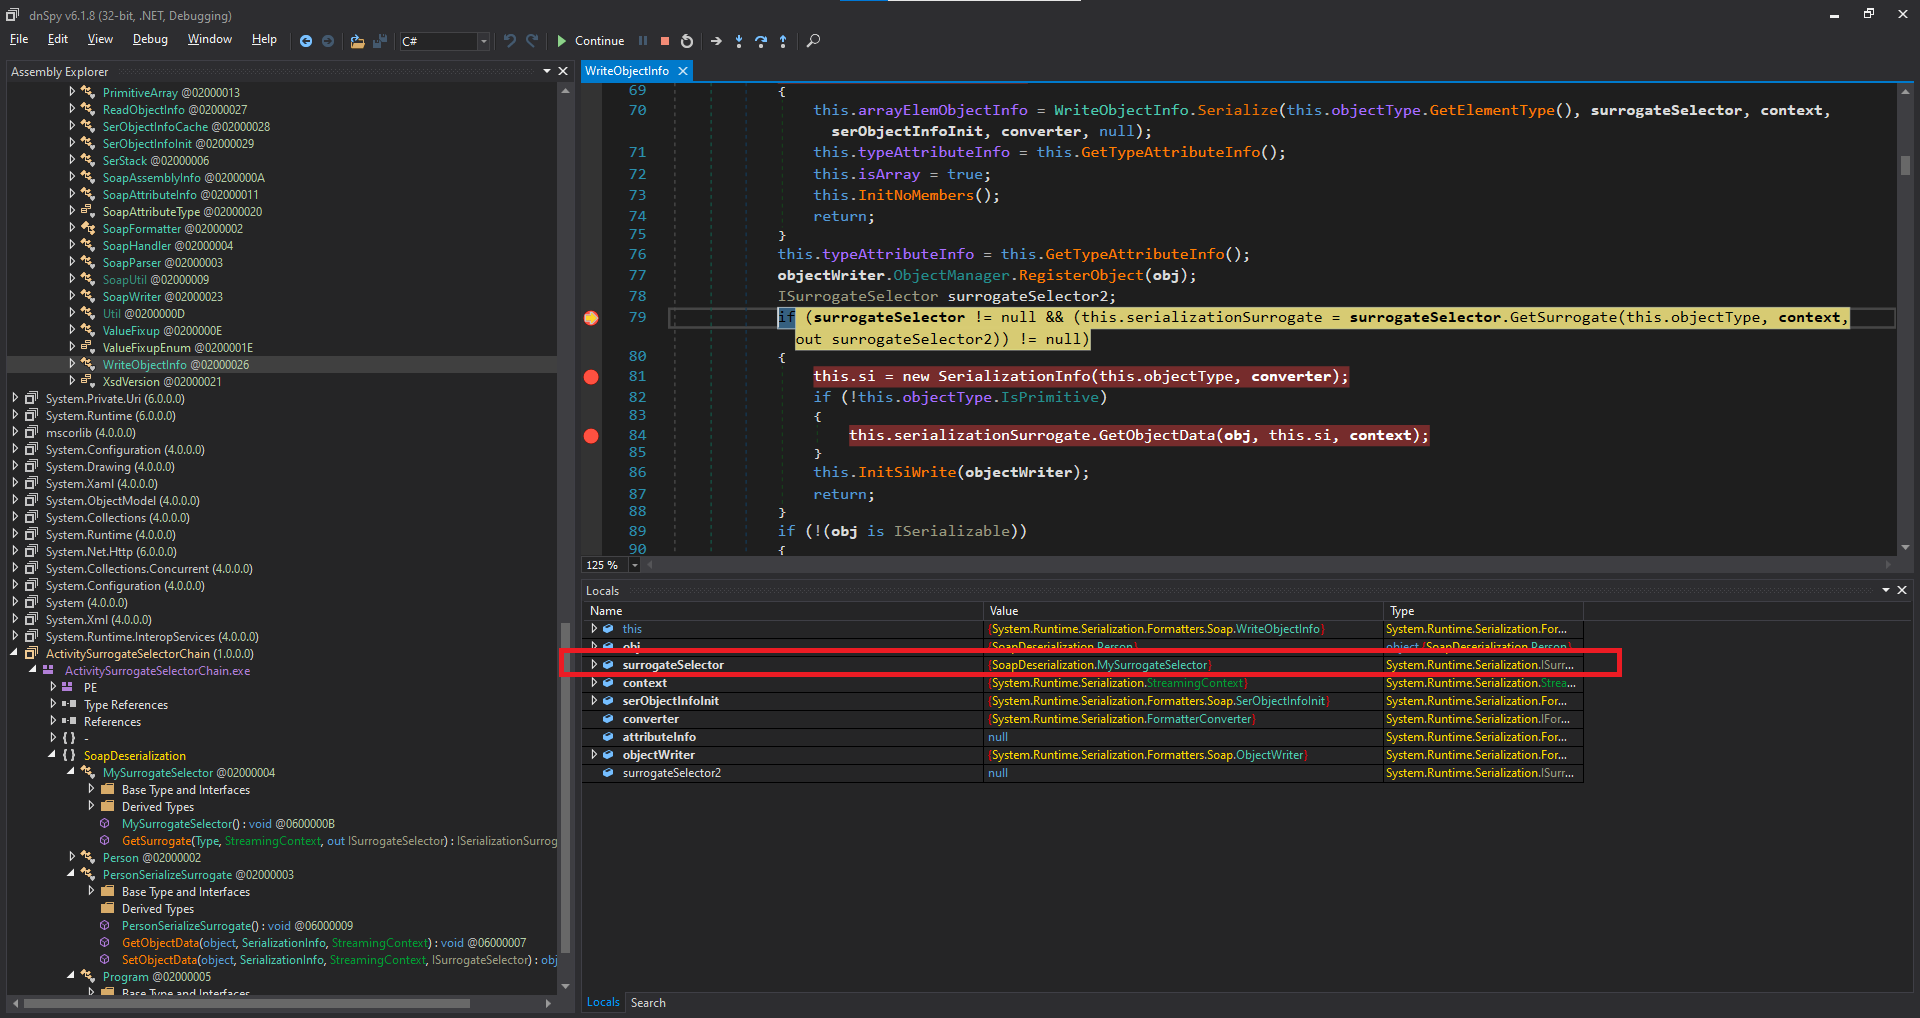 dnSpy v6.1.8 (32-bit, .NET, Debugging)
File Edit View Debug Window Help C# Continue
Assembly Explorer
PrimitiveArray @02000013
ReadObjectInfo @02000027
SerObjectInfoCache @02000028
SerObjectInfoInit @02000029
SerStack @02000006
SoapAssemblyInfo @0200000A
SoapAttributeInfo @02000011
SoapAttributeType @02000020
SoapFormatter @02000002
SoapHandler @02000004
SoapParser @02000003
SoapUtil @02000009
SoapWriter @02000023
Util @0200000D
ValueFixup @0200000E
ValueFixupEnum @0200001E
WriteObjectInfo @02000026
XsdVersion @02000021
System.Private.Uri (6.0.0.0)
System.Runtime (6.0.0.0)
mscorlib (4.0.0.0)
System.Configuration (4.0.0.0)
System.Drawing (4.0.0.0)
System.Xaml (4.0.0.0)
System.ObjectModel (4.0.0.0)
System.Collections (4.0.0.0)
System.Runtime (4.0.0.0)
System.Net.Http (6.0.0.0)
System.Collections.Concurrent (4.0.0.0)
System.Configuration (4.0.0.0)
System (4.0.0.0)
System.Xml (4.0.0.0)
System.Runtime.InteropServices (4.0.0.0)
ActivitySurrogateSelectorChain (1.0.0.0)
ActivitySurrogateSelectorChain.exe
PE
Type References
References
{ } -
{ } SoapDeserialization
MySurrogateSelector @02000004
Base Type and Interfaces
Derived Types
MySurrogateSelector() : void @0600000B
GetSurrogate(Type, StreamingContext, out ISurrogateSelector) : ISerializationSurrog
Person @02000002
PersonSerializeSurrogate @02000003
Base Type and Interfaces
Derived Types
PersonSerializeSurrogate() : void @06000009
GetObjectData(object, SerializationInfo, StreamingContext) : void @06000007
SetObjectData(object, SerializationInfo, StreamingContext, ISurrogateSelector) : obj
Program @02000005
Base Type and Interfaces
WriteObjectInfo
69 {
70 this.arrayElemObjectInfo = WriteObjectInfo.Serialize(this.objectType.GetElementType(), surrogateSelector, context,
serObjectInfoInit, converter, null);
71 this.typeAttributeInfo = this.GetTypeAttributeInfo();
72 this.isArray = true;
73 this.InitNoMembers();
74 return;
75 }
76 this.typeAttributeInfo = this.GetTypeAttributeInfo();
77 objectWriter.ObjectManager.RegisterObject(obj);
78 ISurrogateSelector surrogateSelector2;
79 if (surrogateSelector != null && (this.serializationSurrogate = surrogateSelector.GetSurrogate(this.objectType, context,
out surrogateSelector2)) != null)
80 {
81 this.si = new SerializationInfo(this.objectType, converter);
82 if (!this.objectType.IsPrimitive)
83 {
84 this.serializationSurrogate.GetObjectData(obj, this.si, context);
85 }
86 this.InitSiWrite(objectWriter);
87 return;
88 }
89 if (!(obj is ISerializable))
90 {
125 %
Locals
Name Value Type
this {System.Runtime.Serialization.Formatters.Soap.WriteObjectInfo} System.Runtime.Serialization.For...
obj {SoapDeserialization.Person} object {SoapDeserialization.Person}
surrogateSelector {SoapDeserialization.MySurrogateSelector} System.Runtime.Serialization.ISurr...
context {System.Runtime.Serialization.StreamingContext} System.Runtime.Serialization.Strea...
serObjectInfoInit {System.Runtime.Serialization.Formatters.Soap.SerObjectInfoInit} System.Runtime.Serialization.For...
converter {System.Runtime.Serialization.FormatterConverter} System.Runtime.Serialization.IFor...
attributeInfo null System.Runtime.Serialization.For...
objectWriter {System.Runtime.Serialization.Formatters.Soap.ObjectWriter} System.Runtime.Serialization.For...
surrogateSelector2 null System.Runtime.Serialization.ISurr...
Locals Search